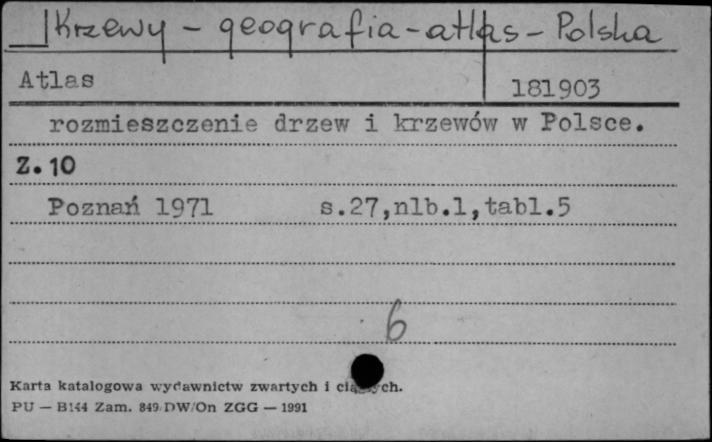 Krzewy - geografia - atlas - Polska
Atlas 181903
rozmieszczenie drzew i krzewów w Polsce.
Z. 10
Poznań 1971 s.27,nlb.1,tabl.5
6
Karta katalogowa wydawnictw zwartych i
PU — B144 Zam. 849/DW/On ZGG — 1991